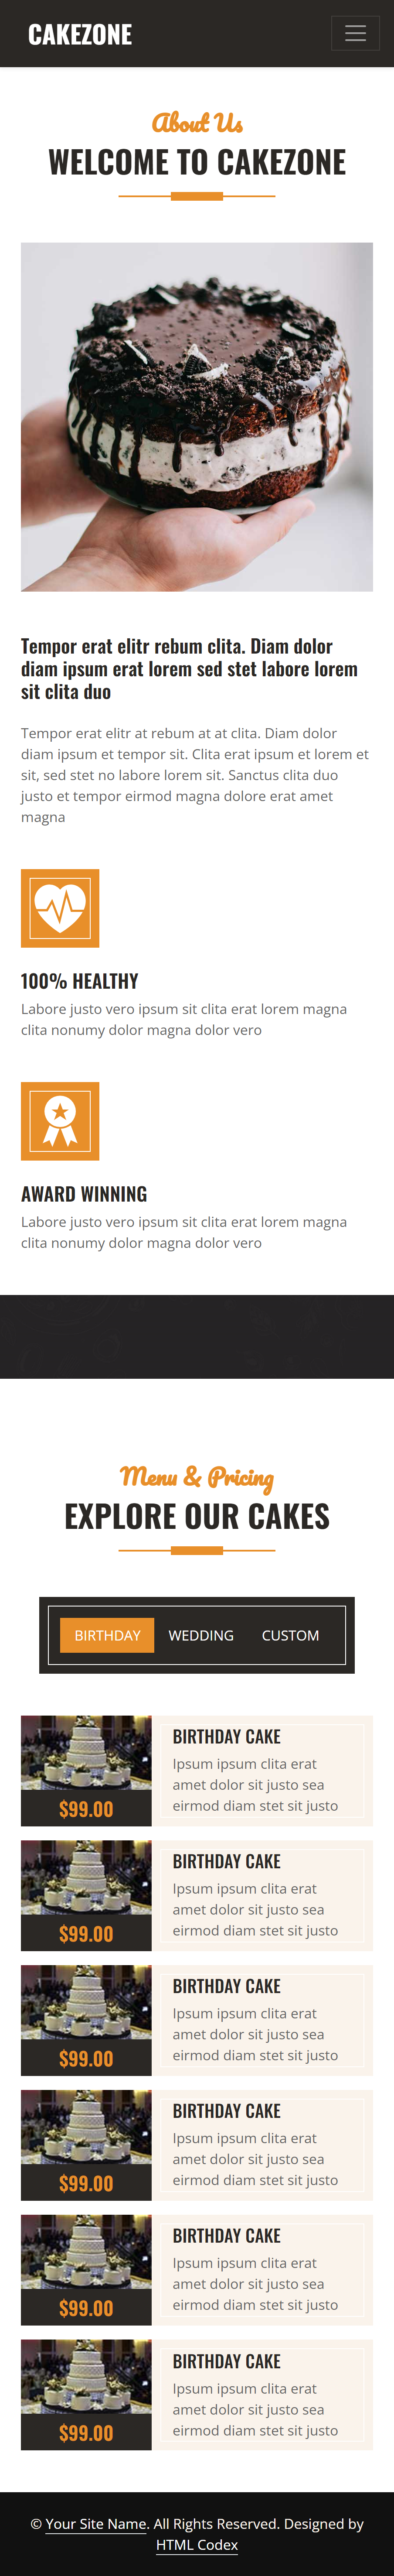 CAKEZONE
About Us
WELCOME TO CAKEZONE
Tempor erat elitr rebum clita. Diam dolor
diam ipsum erat lorem sed stet labore lorem
sit clita duo
Tempor erat elitr at rebum at at clita. Diam dolor
diam ipsum et tempor sit. Clita erat ipsum et lorem et
sit, sed stet no labore lorem sit. Sanctus clita duo
justo et tempor eirmod magna dolore erat amet
magna
100% HEALTHY
Labore justo vero ipsum sit clita erat lorem magna
clita nonumy dolor magna dolor vero
AWARD WINNING
Labore justo vero ipsum sit clita erat lorem magna
clita nonumy dolor magna dolor vero
Menu & Pricing
EXPLORE OUR CAKES
BIRTHDAY WEDDING CUSTOM
BIRTHDAY CAKE
Ipsum ipsum clita erat
amet dolor sit justo sea
eirmod diam stet sit justo
$99.00
BIRTHDAY CAKE
Ipsum ipsum clita erat
amet dolor sit justo sea
eirmod diam stet sit justo
$99.00
BIRTHDAY CAKE
Ipsum ipsum clita erat
amet dolor sit justo sea
eirmod diam stet sit justo
$99.00
BIRTHDAY CAKE
Ipsum ipsum clita erat
amet dolor sit justo sea
eirmod diam stet sit justo
$99.00
BIRTHDAY CAKE
Ipsum ipsum clita erat
amet dolor sit justo sea
eirmod diam stet sit justo
$99.00
BIRTHDAY CAKE
Ipsum ipsum clita erat
amet dolor sit justo sea
eirmod diam stet sit justo
$99.00
© Your Site Name. All Rights Reserved. Designed by
HTML Codex